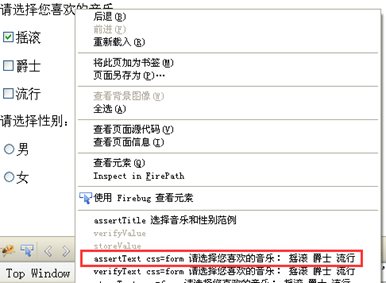 请选择您喜欢的音乐
摇滚
爵士
流行
请选择性别：
男
女
后退(B)
前进(F)
重新载入(R)
将此页加为书签(M)
页面另存为(P)…
查看背景图像(W)
全选(A)
查看页面源代码(V)
查看页面信息(I)
查看元素(Q)
Inspect in FirePath
使用 Firebug 查看元素
assertTitle 选择音乐和性别范例
verifyValue
storeValue
assertText css=form 请选择您喜欢的音乐： 摇滚 爵士 流行
verifyText css=form 请选择您喜欢的音乐： 摇滚 爵士 流行
Top Window